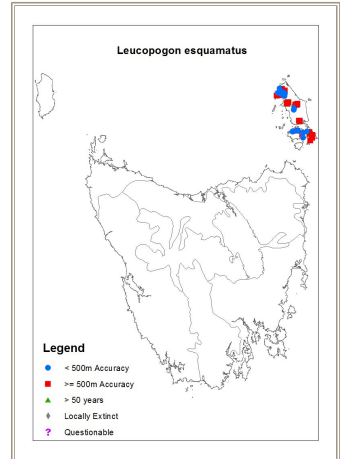 Leucopogon esquamatus
Legend
< 500m Accuracy
>= 500m Accuracy
> 50 years
Locally Extinct
? Questionable